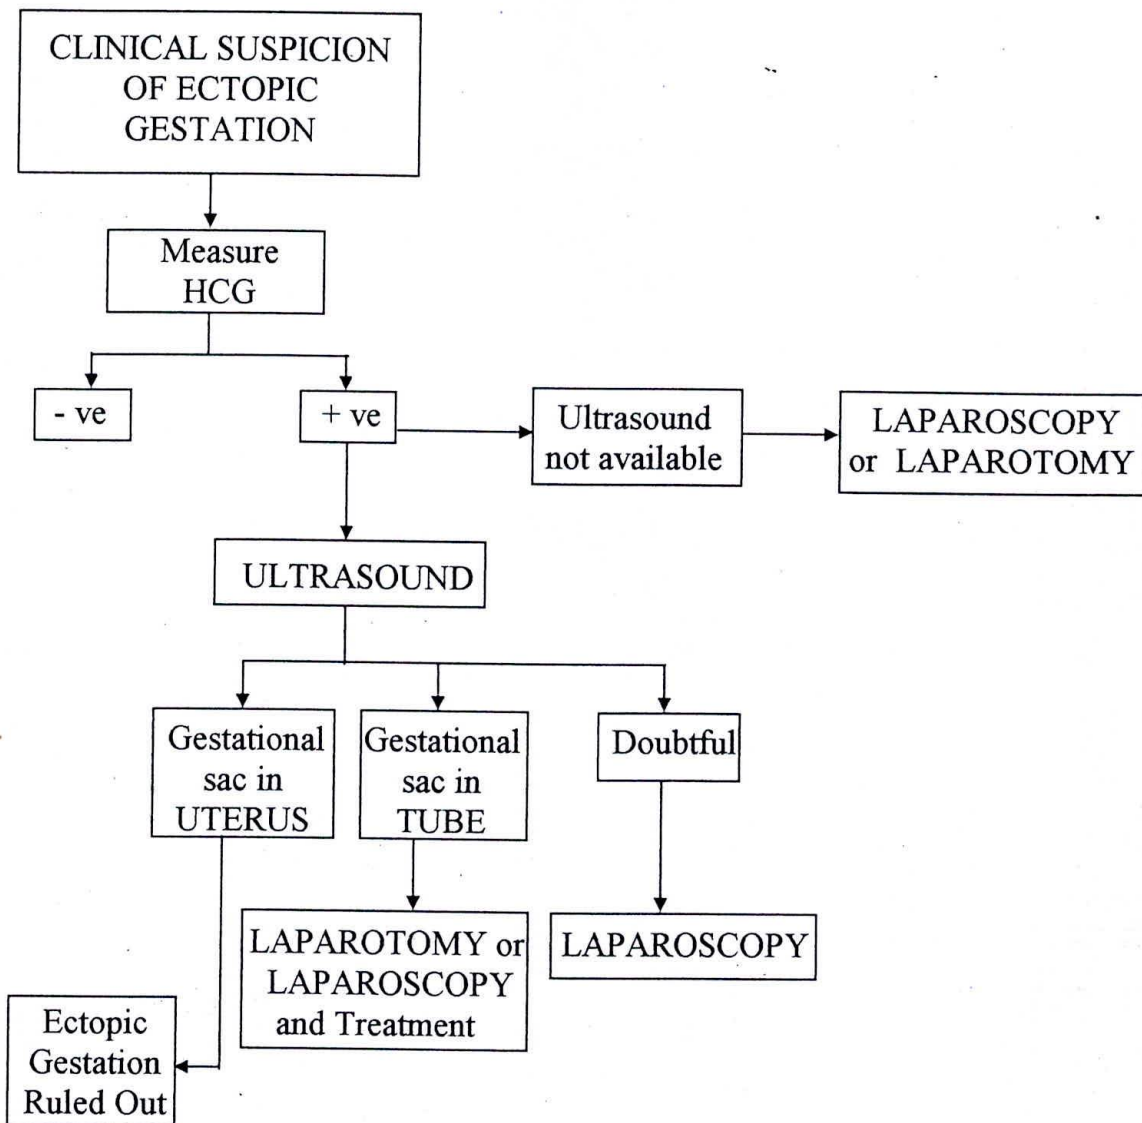 CLINICAL SUSPICION
OF ECTOPIC
GESTATION
Measure
HCG
- ve
+ ve
Ultrasound
not available
LAPAROSCOPY
or LAPAROTOMY
ULTRASOUND
Gestational
sac in
UTERUS
Gestational
sac in
TUBE
Doubtful
LAPAROTOMY or
LAPAROSCOPY
and Treatment
LAPAROSCOPY
Ectopic
Gestation
Ruled Out